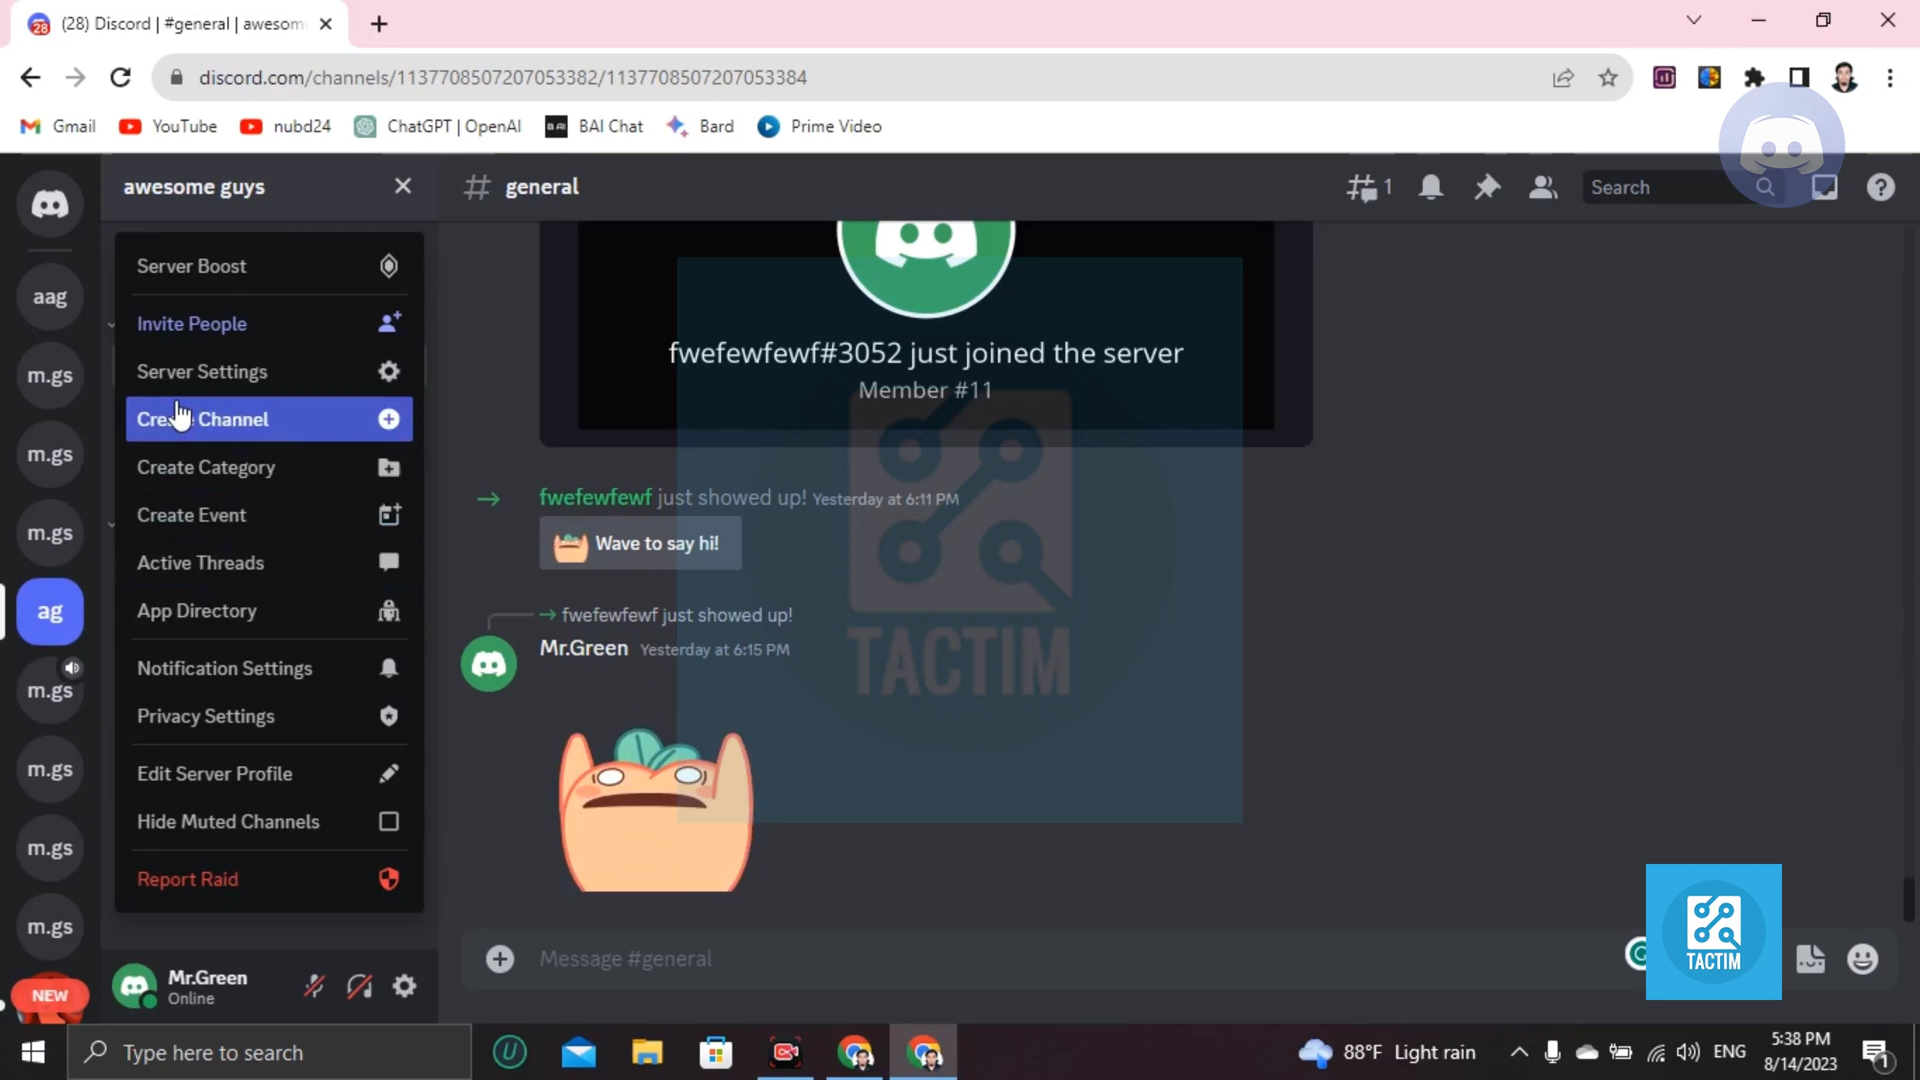 (28) Discord | #general | awesom
discord.com/channels/1137708507207053382/1137708507207053384
Gmail YouTube nubd24 ChatGPT | OpenAI BAI Chat Bard Prime Video
awesome guys
general
1
Search
Server Boost
Invite People
Server Settings
Create Channel
Create Category
Create Event
Active Threads
App Directory
Notification Settings
Privacy Settings
Edit Server Profile
Hide Muted Channels
Report Raid
aag
m.gs
m.gs
m.gs
ag
m.gs
m.gs
m.gs
m.gs
NEW
fwefewfewf#3052 just joined the server
Member #11
fwefewfewf just showed up! Yesterday at 6:11 PM
Wave to say hi!
fwefewfewf just showed up!
Mr.Green Yesterday at 6:15 PM
TACTIM
Message #general
TACTIM
Mr.Green
Online
Type here to search
88°F Light rain
ENG
5:38 PM
8/14/2023
1